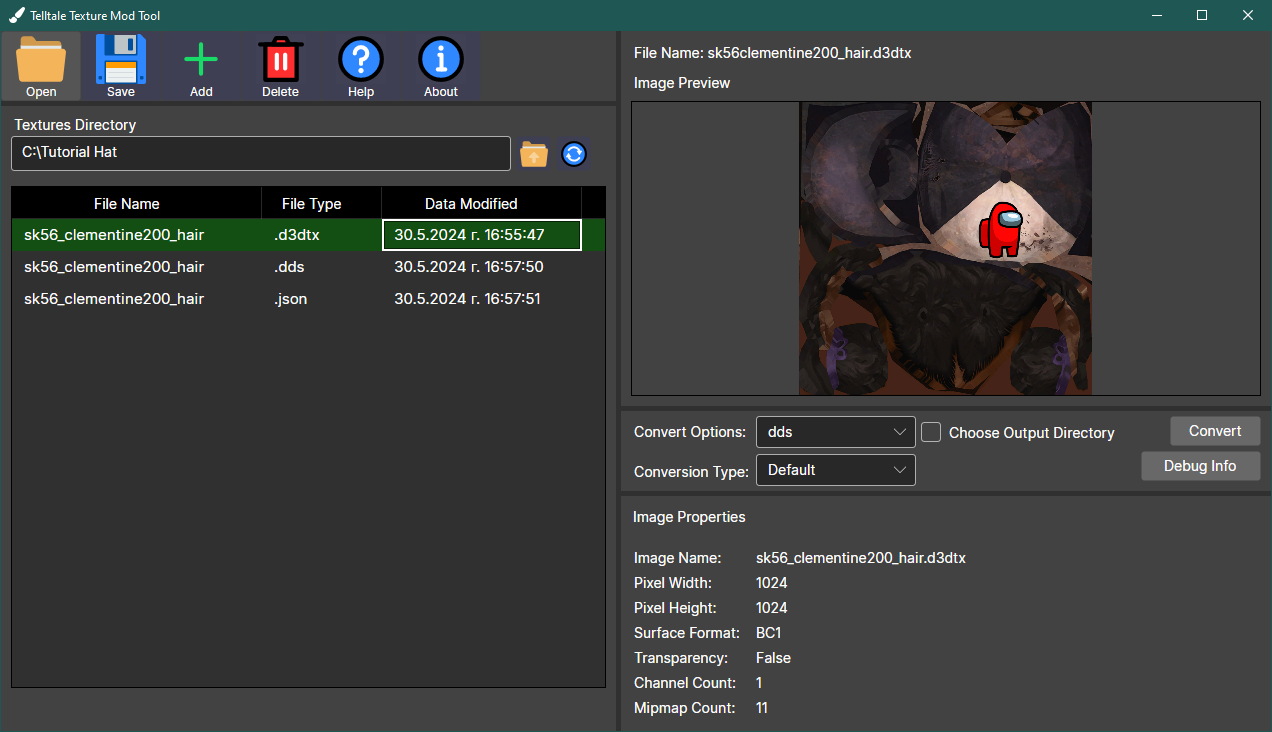 Telltale Texture Mod Tool
Open Save Add Delete Help About
Textures Directory
C:\Tutorial Hat
File Name File Type Data Modified
sk56_clementine200_hair .d3dtx 30.5.2024 г. 16:55:47
sk56_clementine200_hair .dds 30.5.2024 г. 16:57:50
sk56_clementine200_hair .json 30.5.2024 г. 16:57:51
File Name: sk56clementine200_hair.d3dtx
Image Preview
Convert Options: dds Choose Output Directory Convert
Conversion Type: Default Debug Info
Image Properties
Image Name: sk56_clementine200_hair.d3dtx
Pixel Width: 1024
Pixel Height: 1024
Surface Format: BC1
Transparency: False
Channel Count: 1
Mipmap Count: 11